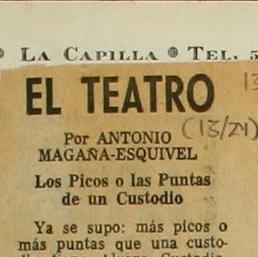 LA CAPILLA • TEL. 5
EL TEATRO
Por ANTONIO
(13/21)
MAGAÑA-ESQUIVEL
Los Picos o las Puntas
de un Custodio
Ya se supo: más picos o
más puntas que una custo-